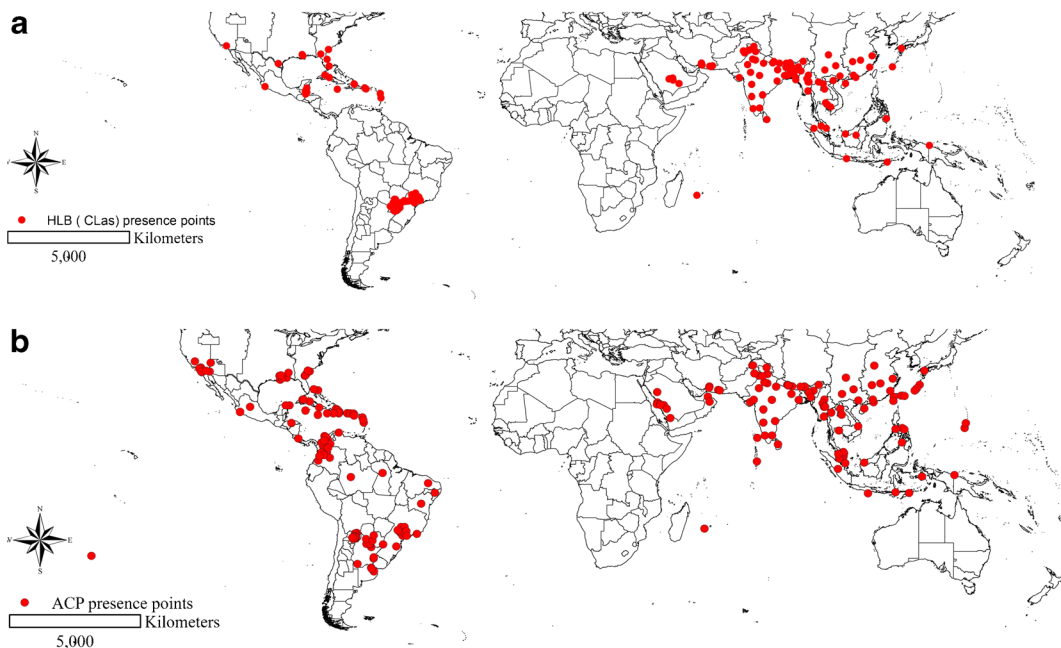 a
N
E
S
HLB ( CLas) presence points
Kilometers
5,000
b
N
W
E
S
ACP presence points
Kilometers
5,000